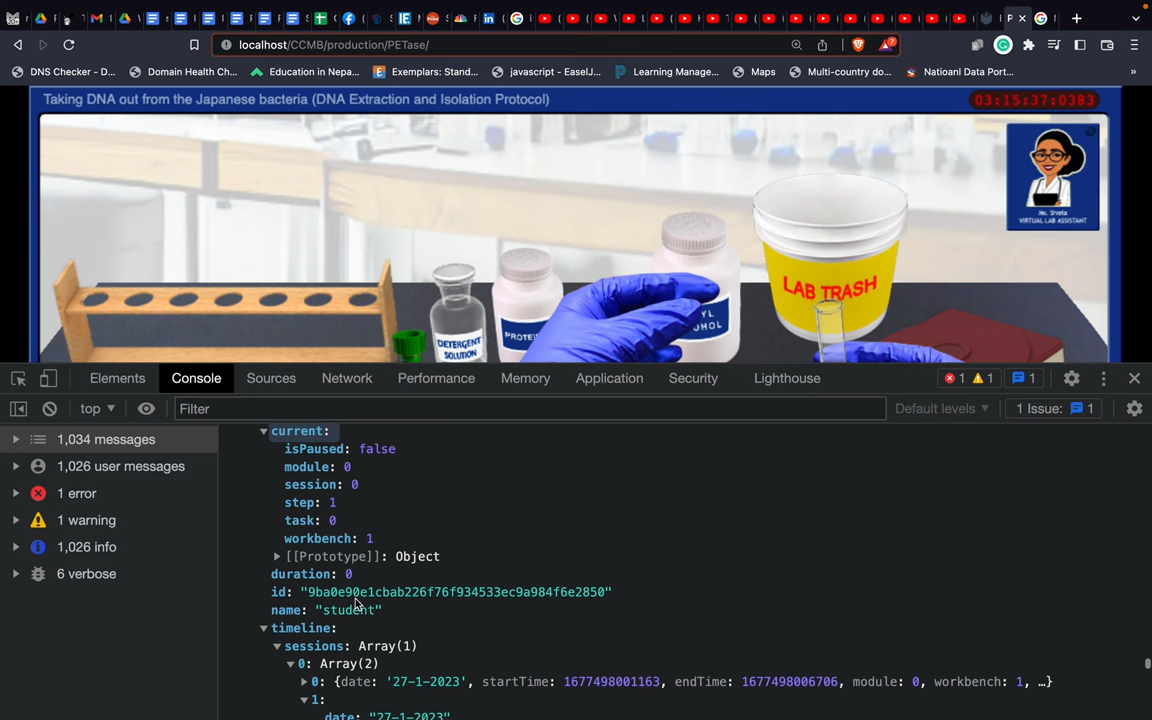 localhost/CCMB/production/PETase/
7
DNS Checker - D...
Domain Health Ch...
Education in Nepa...
Exemplars: Stand...
javascript - EaselJ...
Learning Manage...
Maps
Multi-country do...
Natioanl Data Port...
»
Taking DNA out from the Japanese bacteria (DNA Extraction and Isolation Protocol)
03:15:37:0383
Ms. Shiela
VIRTUAL LAB ASSISTANT
LAB TRASH
DETERGENT
SOLUTION
PROTEIN
YL
OHOL
Elements
Console
Sources
Network
Performance
Memory
Application
Security
Lighthouse
1
1
1
top
Filter
Default levels
1 Issue:
1
1,034 messages
1,026 user messages
1 error
1 warning
1,026 info
6 verbose
current:
isPaused: false
module: 0
session: 0
step: 1
task: 0
workbench: 1
[[Prototype]]: Object
duration: 0
id: "9ba0e90e1cbab226f76f934533ec9a984f6e2850"
name: "student"
timeline:
sessions: Array(1)
0: Array(2)
0: {date: '27-1-2023', startTime: 1677498001163, endTime: 1677498006706, module: 0, workbench: 1, …}
1:
date: "27-1-2023"